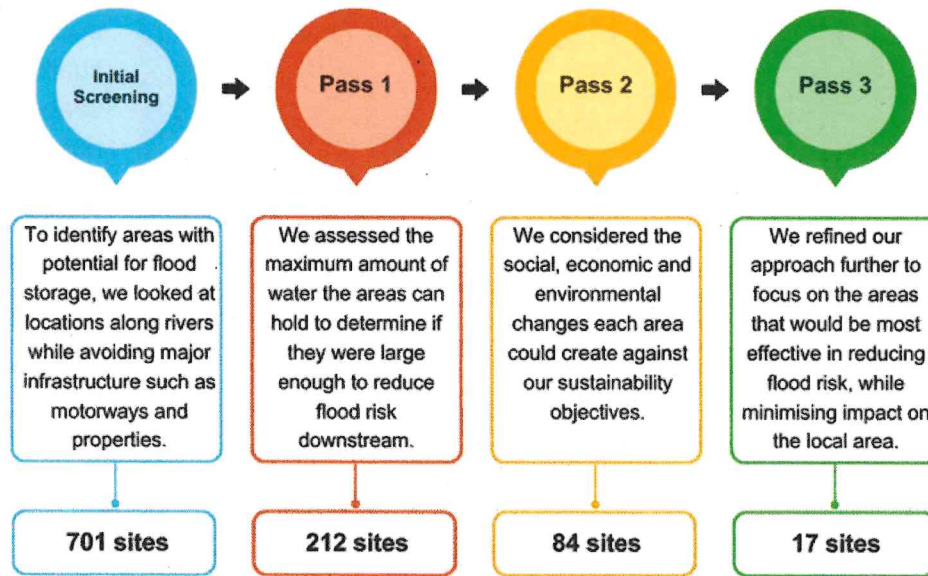 Initial
Screening
Pass 1
Pass 2
Pass 3
To identify areas with
potential for flood
storage, we looked at
locations along rivers
while avoiding major
infrastructure such as
motorways and
properties.
We assessed the
maximum amount of
water the areas can
hold to determine if
they were large
enough to reduce
flood risk
downstream.
We considered the
social, economic and
environmental
changes each area
could create against
our sustainability
objectives.
We refined our
approach further to
focus on the areas
that would be most
effective in reducing
flood risk, while
minimising impact on
the local area.
701 sites
212 sites
84 sites
17 sites